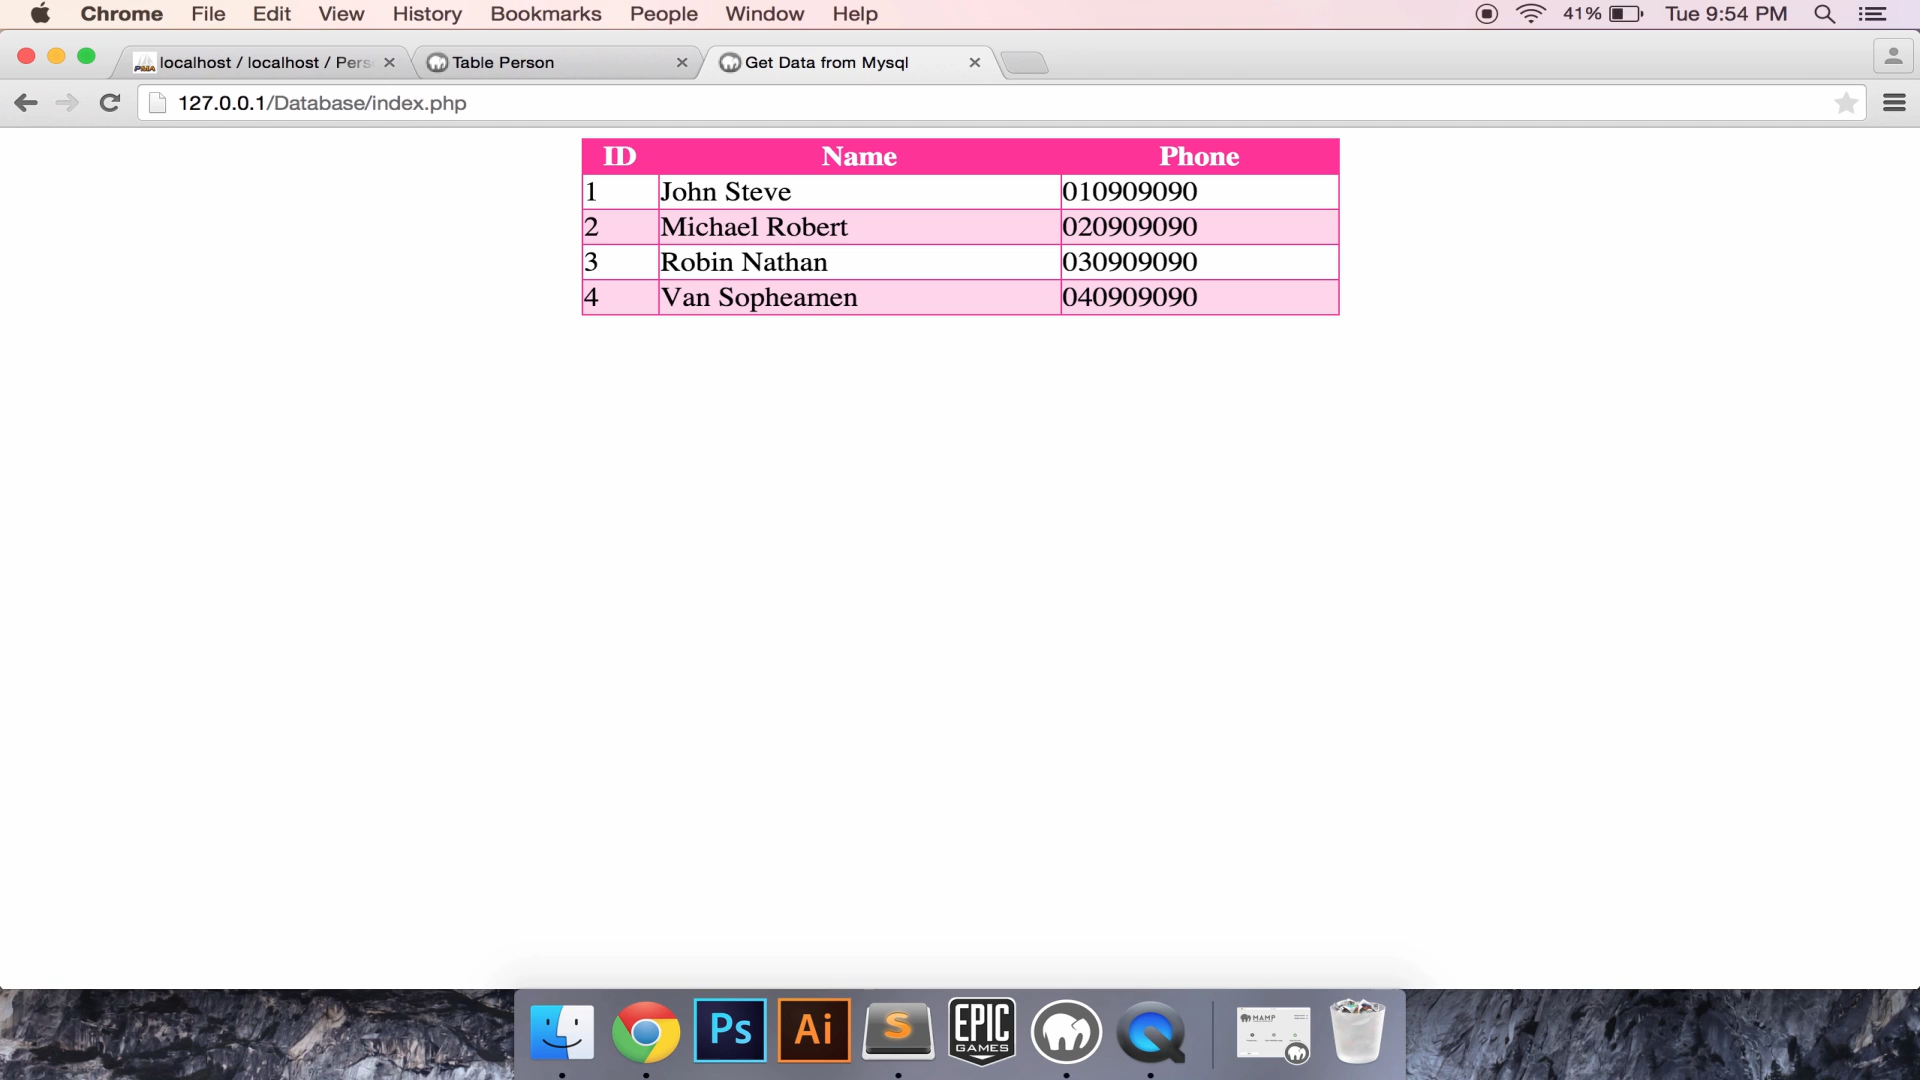 Chrome File Edit View History Bookmarks People Window Help 41% Tue 9:54 PM
localhost / localhost / Pers Table Person Get Data from Mysql
127.0.0.1/Database/index.php
ID Name Phone
1 John Steve 010909090
2 Michael Robert 020909090
3 Robin Nathan 030909090
4 Van Sopheamen 040909090
Ps Ai S EPIC GAMES MAMP